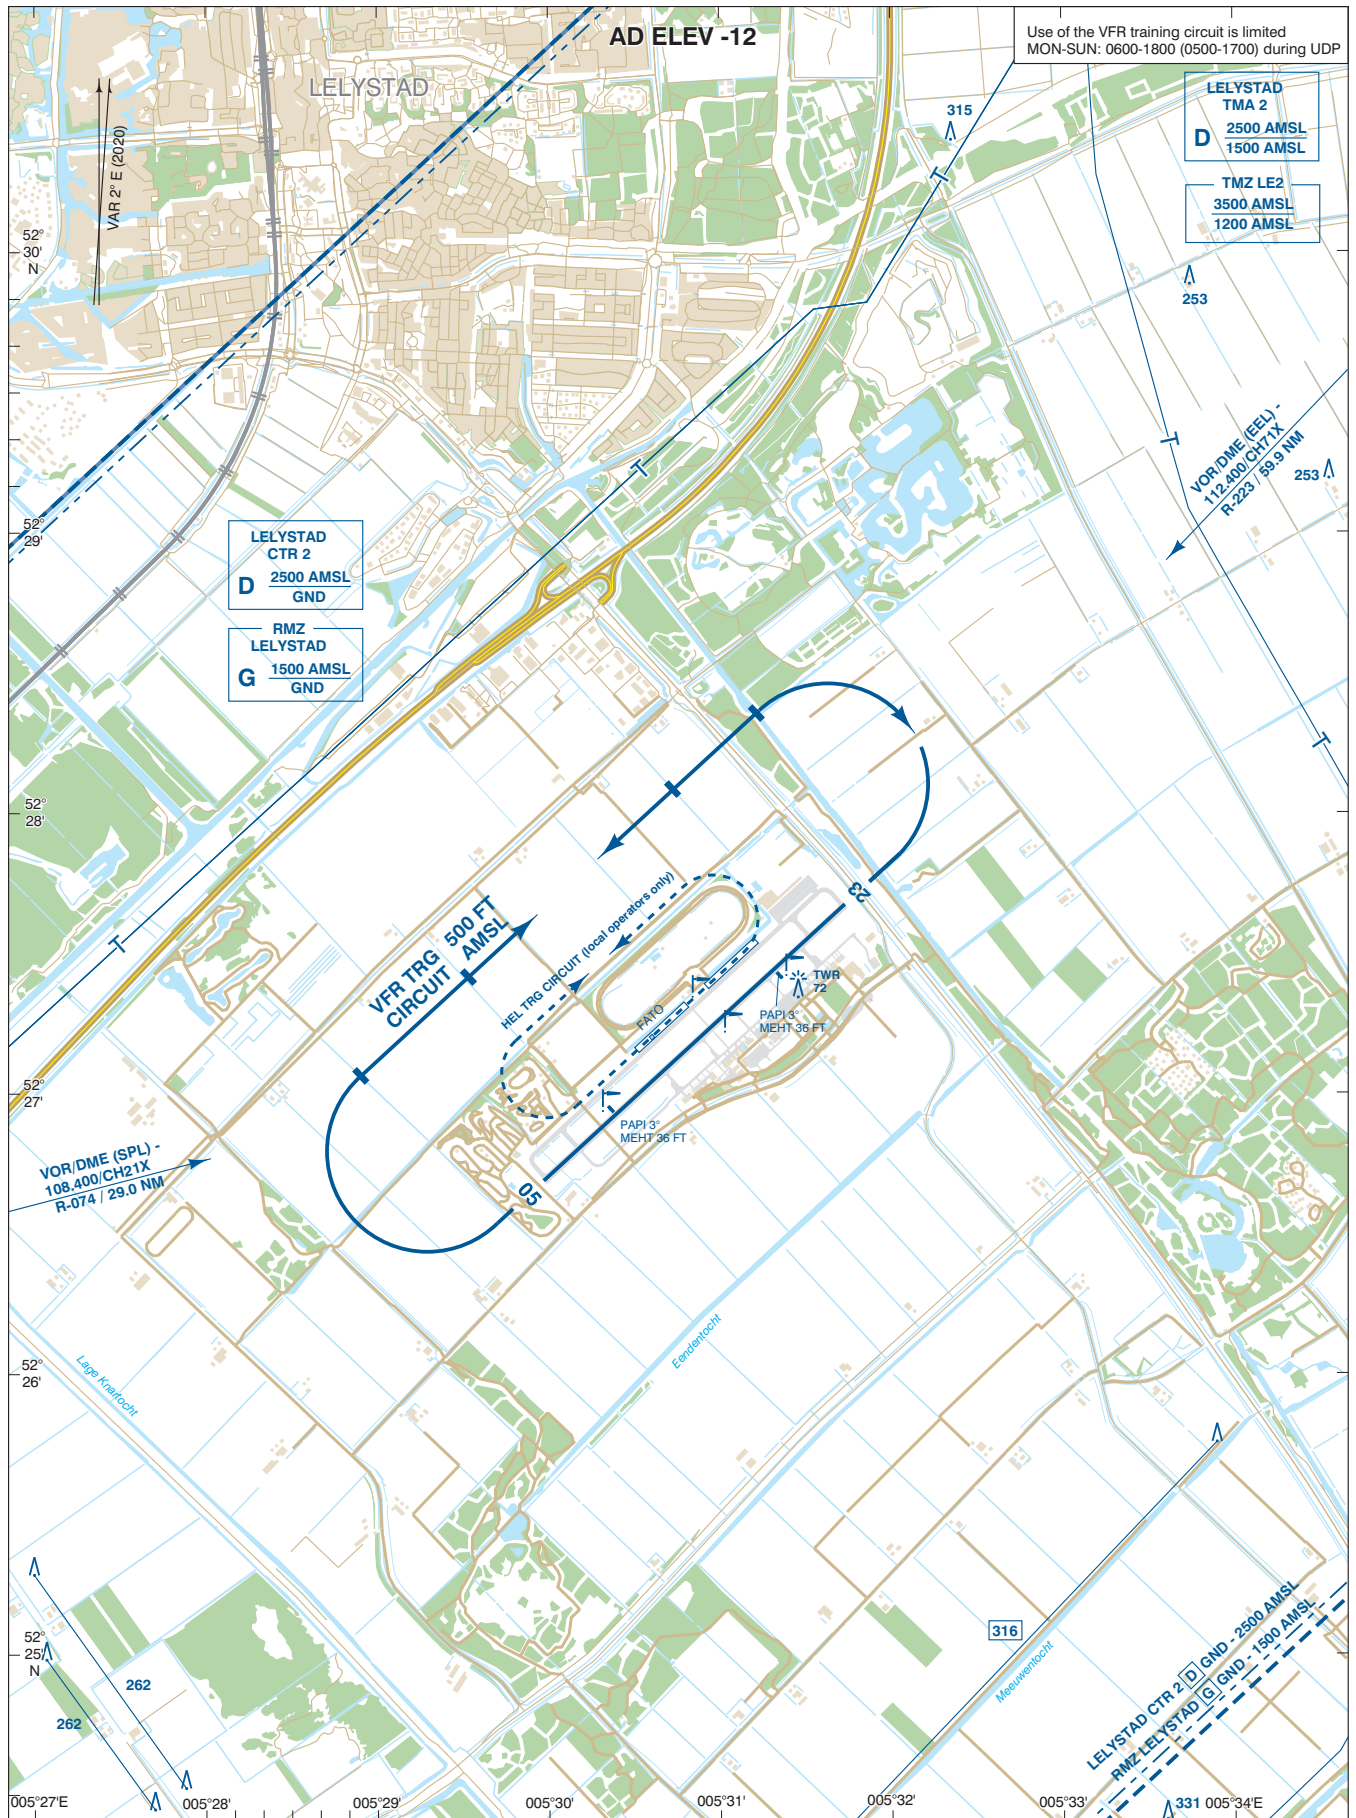 AD ELEV -12
Use of the VFR training circuit is limited
MON-SUN: 0600-1800 (0500-1700) during UDP
LELYSTAD
VAR 2° E (2020)
315
LELYSTAD
TMA 2
D 2500 AMSL
1500 AMSL
TMZ LE2
3500 AMSL
1200 AMSL
52°
30'
N
253
VOR/DME (EEL) -
112.400/CH71X
R-223 / 59.9 NM
253
52°
29'
LELYSTAD
CTR 2
D 2500 AMSL
GND
RMZ
LELYSTAD
G 1500 AMSL
GND
52°
28'
23
VFR TRG 500 FT
CIRCUIT AMSL
HEL TRG CIRCUIT (local operators only)
FATO
TWR
72
PAPI 3°
MEHT 36 FT
52°
27'
PAPI 3°
MEHT 36 FT
05
VOR/DME (SPL) -
108.400/CH21X
R-074 / 29.0 NM
Eendentocht
Lage Knartocht
52°
26'
52°
25'
N
262
262
316
Meeuwentocht
LELYSTAD CTR 2 D GND - 2500 AMSL
RMZ LELYSTAD G GND - 1500 AMSL
331
005°27'E
005°28'
005°29'
005°30'
005°31'
005°32'
005°33'
005°34'E